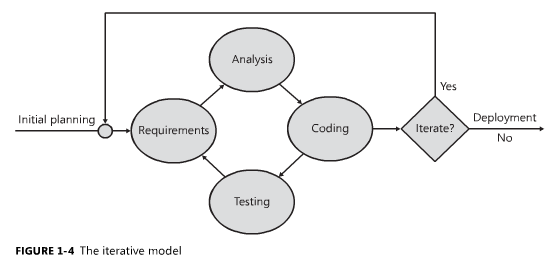 Analysis
Yes
Initial planning
Deployment
Requirements
Coding
Iterate?
No
Testing
FIGURE 1-4 The iterative model